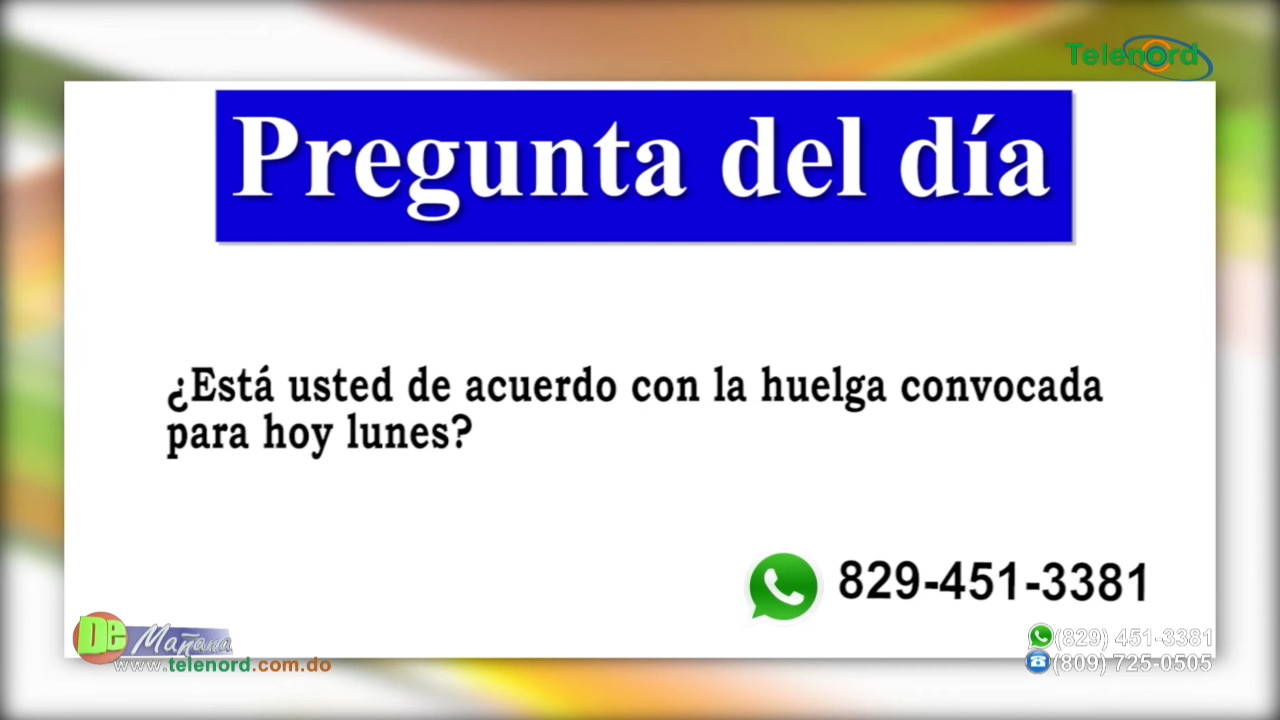 Telenord
Pregunta del día
¿Está usted de acuerdo con la huelga convocada
para hoy lunes?
829-451-3381
De Mañana
www.telenord.com.do
(829) 451-3381
(809) 725-0505